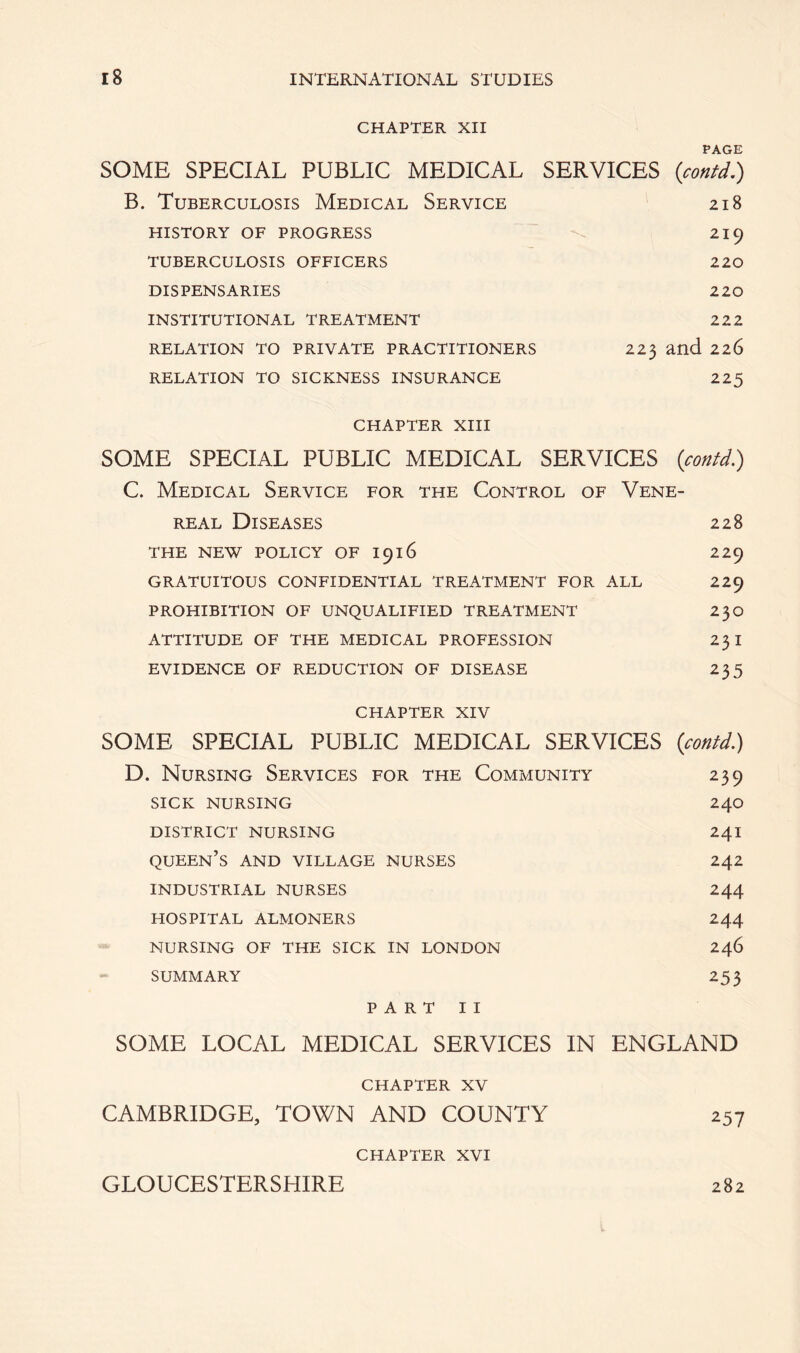 18 INTERNATIONAL STUDIES
CHAPTER XII
PAGE
SOME SPECIAL PUBLIC MEDICAL SERVICES (contd.)
B. Tuberculosis Medical Service 218
HISTORY OF PROGRESS 219
TUBERCULOSIS OFFICERS 220
DISPENSARIES 220
INSTITUTIONAL TREATMENT 222
RELATION TO PRIVATE PRACTITIONERS 223 and 226
RELATION TO SICKNESS INSURANCE 225
CHAPTER XIII
SOME SPECIAL PUBLIC MEDICAL SERVICES (contd.)
C. Medical Service for the Control of Vene-
real Diseases 228
THE NEW POLICY OF 1916 229
GRATUITOUS CONFIDENTIAL TREATMENT FOR ALL 229
PROHIBITION OF UNQUALIFIED TREATMENT 230
ATTITUDE OF THE MEDICAL PROFESSION 231
EVIDENCE OF REDUCTION OF DISEASE 235
CHAPTER XIV
SOME SPECIAL PUBLIC MEDICAL SERVICES (contd.)
D. Nursing Services for the Community 239
SICK NURSING 240
DISTRICT NURSING 241
QUEEN'S AND VILLAGE NURSES 242
INDUSTRIAL NURSES 244
HOSPITAL ALMONERS 244
NURSING OF THE SICK IN LONDON 246
SUMMARY 253
PART II
SOME LOCAL MEDICAL SERVICES IN ENGLAND
CHAPTER XV
CAMBRIDGE, TOWN AND COUNTY 257
CHAPTER XVI
GLOUCESTERSHIRE 282